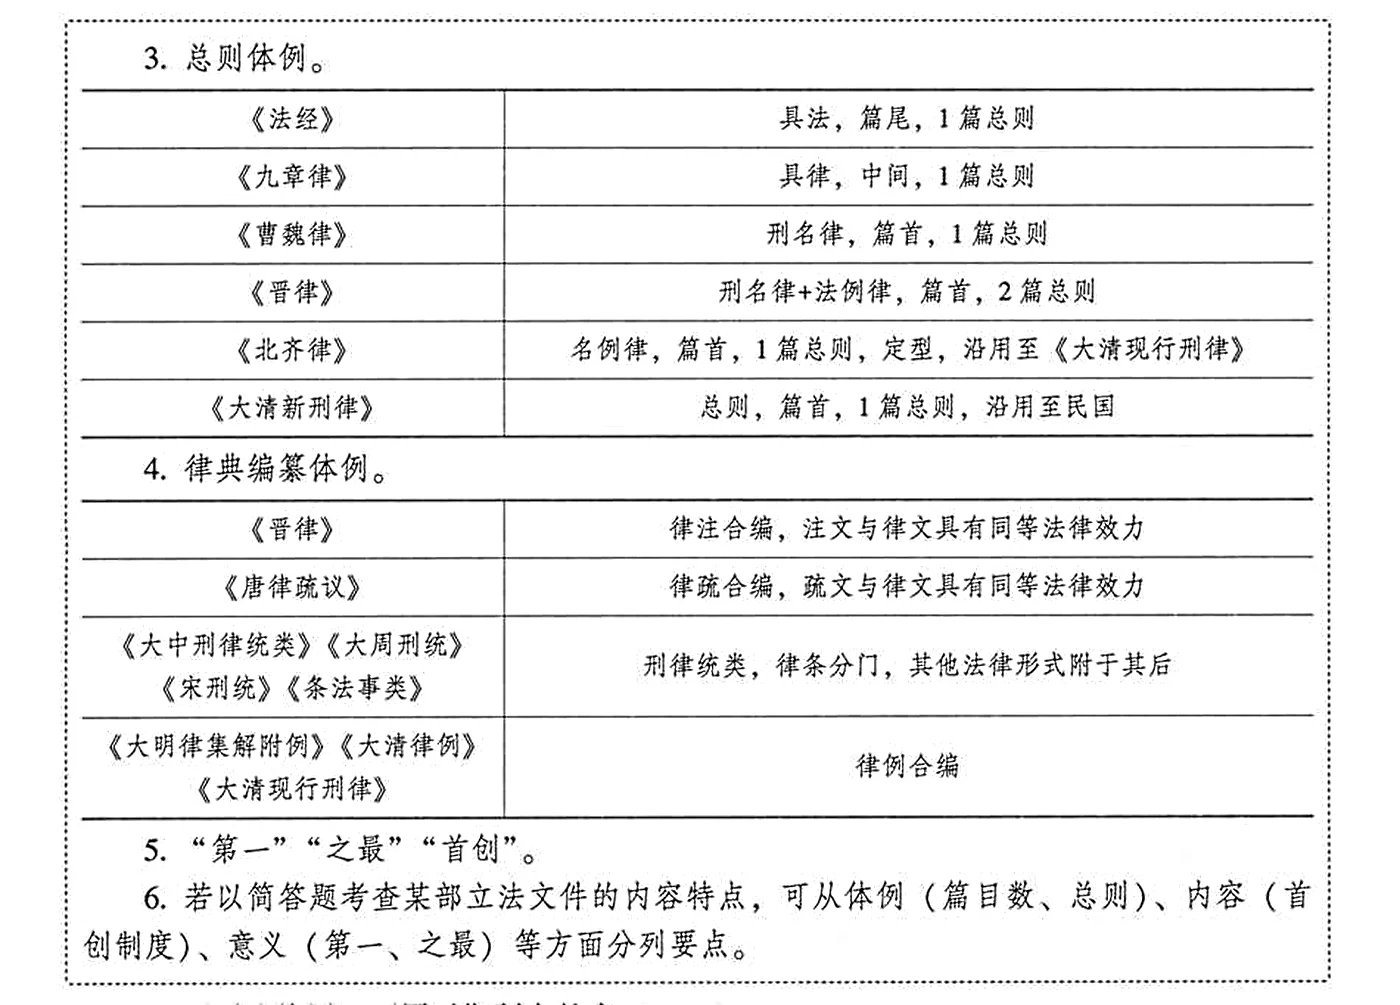 3. 总则体例。
《法经》 具法，篇尾，1 篇总则
《九章律》 具律，中间，1 篇总则
《曹魏律》 刑名律，篇首，1 篇总则
《晋律》 刑名律+法例律，篇首，2 篇总则
《北齐律》 名例律，篇首，1 篇总则，定型，沿用至《大清现行刑律》
《大清新刑律》 总则，篇首，1 篇总则，沿用至民国
4. 律典编纂体例。
《晋律》 律注合编，注文与律文具有同等法律效力
《唐律疏议》 律疏合编，疏文与律文具有同等法律效力
《大中刑律统类》《大周刑统》
《宋刑统》《条法事类》
刑律统类，律条分门，其他法律形式附于其后
《大明律集解附例》《大清律例》
《大清现行刑律》
律例合编
5. “第一”“之最”“首创”。
6. 若以简答题考查某部立法文件的内容特点，可从体例（篇目数、总则）、内容（首
创制度）、意义（第一、之最）等方面分列要点。